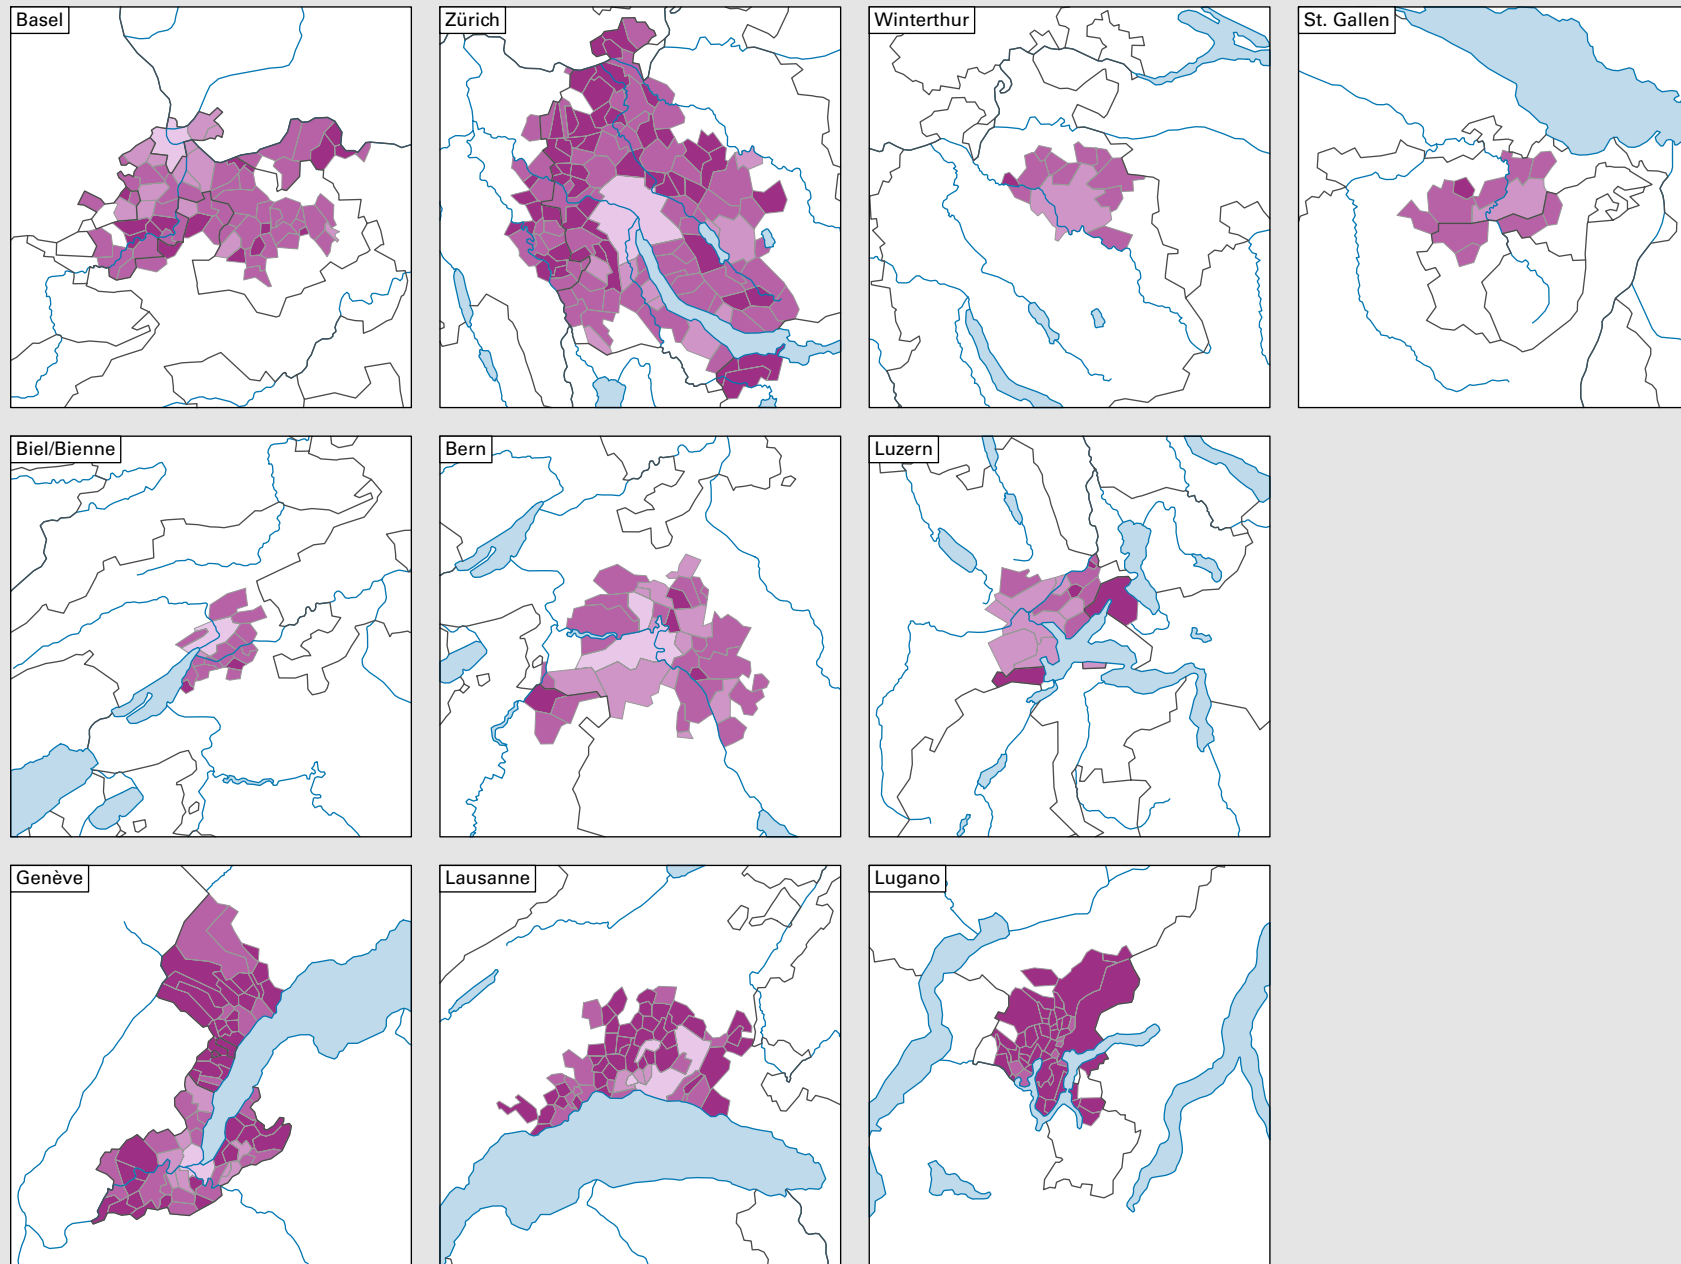 Basel
Zürich
Winterthur
St. Gallen
Biel/Bienne
Bern
Luzern
Genève
Lausanne
Lugano